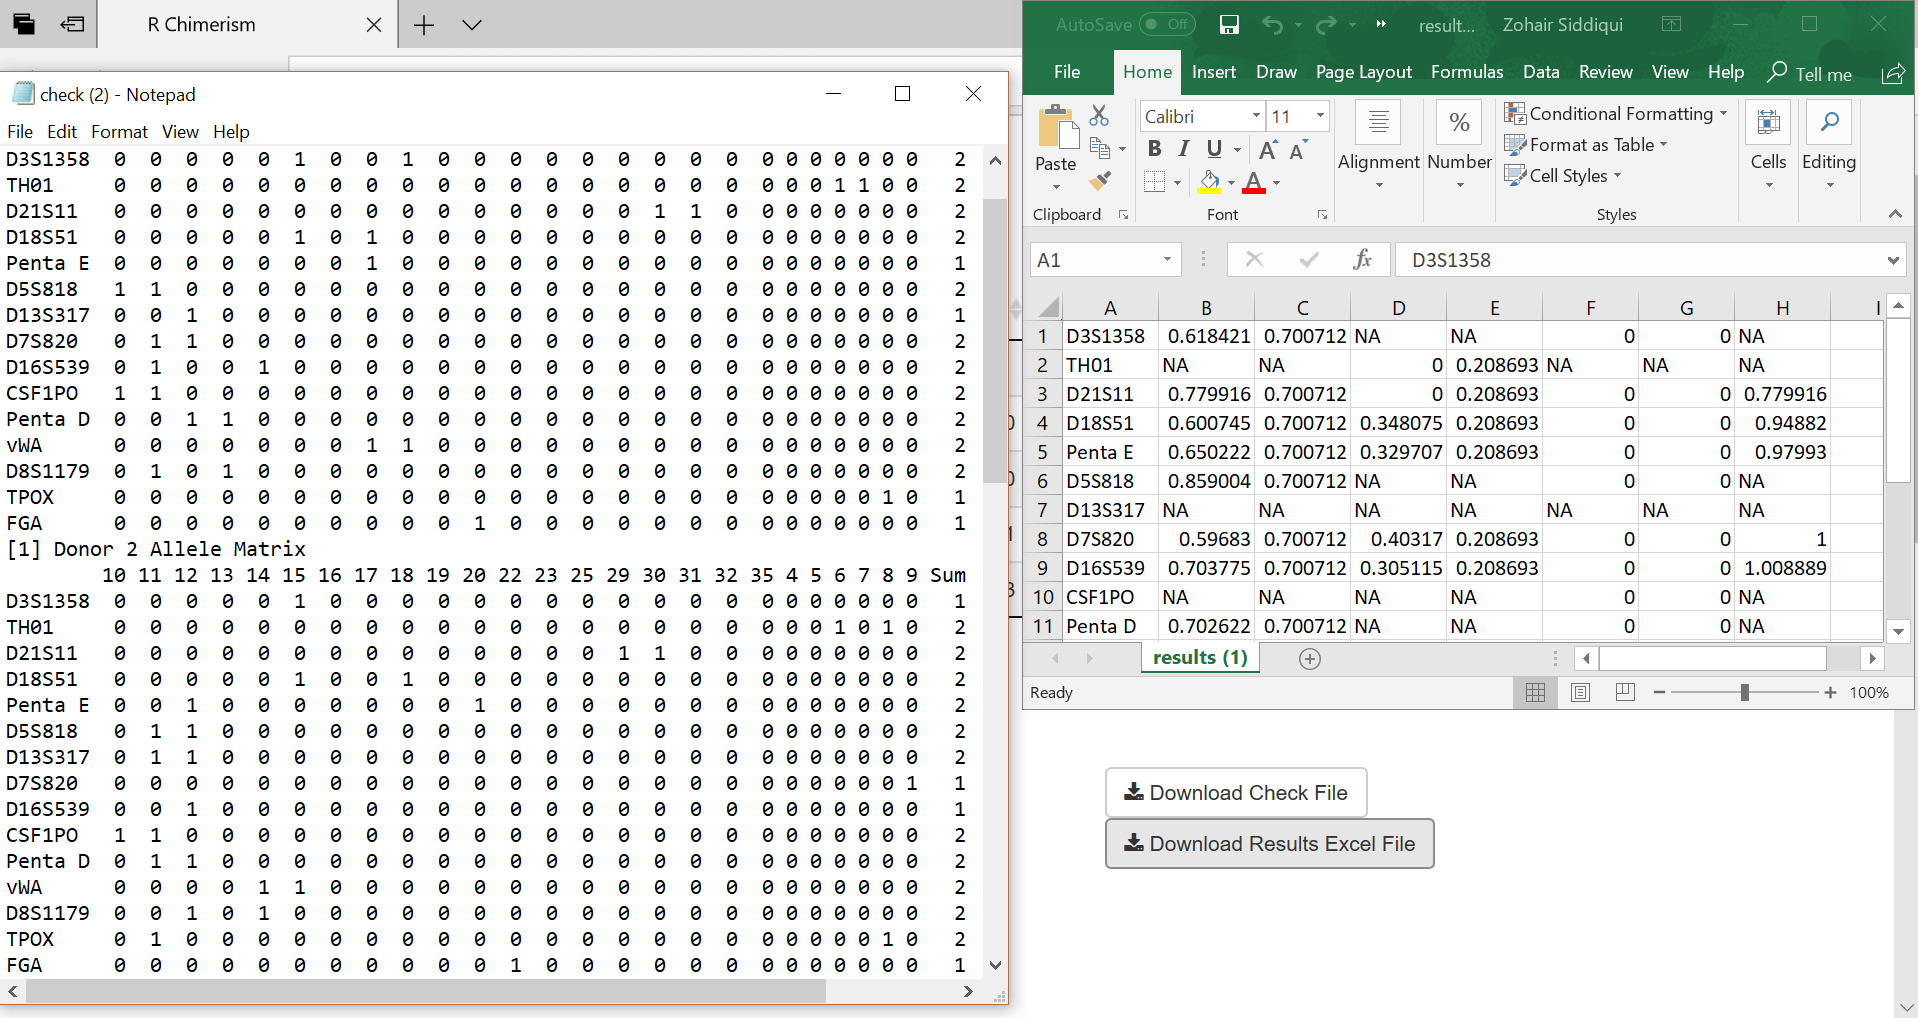 R Chimerism
check (2) - Notepad
File Edit Format View Help
D3S1358 0 0 0 0 0 1 0 0 1 0 0 0 0 0 0 0 0 0 0 0 0 0 0 0 0 2
TH01 0 0 0 0 0 0 0 0 0 0 0 0 0 0 0 0 0 0 0 0 0 1 1 0 0 2
D21S11 0 0 0 0 0 0 0 0 0 0 0 0 0 0 0 1 1 0 0 0 0 0 0 0 0 2
D18S51 0 0 0 0 0 1 0 1 0 0 0 0 0 0 0 0 0 0 0 0 0 0 0 0 0 2
Penta E 0 0 0 0 0 0 0 1 0 0 0 0 0 0 0 0 0 0 0 0 0 0 0 0 0 1
D5S818 1 1 0 0 0 0 0 0 0 0 0 0 0 0 0 0 0 0 0 0 0 0 0 0 0 2
D13S317 0 0 1 0 0 0 0 0 0 0 0 0 0 0 0 0 0 0 0 0 0 0 0 0 0 1
D7S820 0 1 1 0 0 0 0 0 0 0 0 0 0 0 0 0 0 0 0 0 0 0 0 0 0 2
D16S539 0 1 0 0 1 0 0 0 0 0 0 0 0 0 0 0 0 0 0 0 0 0 0 0 0 2
CSF1PO 1 1 0 0 0 0 0 0 0 0 0 0 0 0 0 0 0 0 0 0 0 0 0 0 0 2
Penta D 0 0 1 1 0 0 0 0 0 0 0 0 0 0 0 0 0 0 0 0 0 0 0 0 0 2
vWA 0 0 0 0 0 0 0 1 1 0 0 0 0 0 0 0 0 0 0 0 0 0 0 0 0 2
D8S1179 0 1 0 1 0 0 0 0 0 0 0 0 0 0 0 0 0 0 0 0 0 0 0 0 0 2
TPOX 0 0 0 0 0 0 0 0 0 0 0 0 0 0 0 0 0 0 0 0 0 0 0 1 0 1
FGA 0 0 0 0 0 0 0 0 0 0 1 0 0 0 0 0 0 0 0 0 0 0 0 0 0 1
[1] Donor 2 Allele Matrix
10 11 12 13 14 15 16 17 18 19 20 22 23 25 29 30 31 32 35 4 5 6 7 8 9 Sum
D3S1358 0 0 0 0 0 1 0 0 0 0 0 0 0 0 0 0 0 0 0 0 0 0 0 0 0 1
TH01 0 0 0 0 0 0 0 0 0 0 0 0 0 0 0 0 0 0 0 0 0 1 0 1 0 2
D21S11 0 0 0 0 0 0 0 0 0 0 0 0 0 0 1 1 0 0 0 0 0 0 0 0 0 2
D18S51 0 0 0 0 0 1 0 0 1 0 0 0 0 0 0 0 0 0 0 0 0 0 0 0 0 2
Penta E 0 0 1 0 0 0 0 0 0 0 1 0 0 0 0 0 0 0 0 0 0 0 0 0 0 2
D5S818 0 1 1 0 0 0 0 0 0 0 0 0 0 0 0 0 0 0 0 0 0 0 0 0 0 2
D13S317 0 1 1 0 0 0 0 0 0 0 0 0 0 0 0 0 0 0 0 0 0 0 0 0 0 2
D7S820 0 0 0 0 0 0 0 0 0 0 0 0 0 0 0 0 0 0 0 0 0 0 0 0 1 1
D16S539 0 0 1 0 0 0 0 0 0 0 0 0 0 0 0 0 0 0 0 0 0 0 0 0 0 1
CSF1PO 1 1 0 0 0 0 0 0 0 0 0 0 0 0 0 0 0 0 0 0 0 0 0 0 0 2
Penta D 0 1 1 0 0 0 0 0 0 0 0 0 0 0 0 0 0 0 0 0 0 0 0 0 0 2
vWA 0 0 0 0 1 1 0 0 0 0 0 0 0 0 0 0 0 0 0 0 0 0 0 0 0 2
D8S1179 0 0 1 0 1 0 0 0 0 0 0 0 0 0 0 0 0 0 0 0 0 0 0 0 0 2
TPOX 0 1 0 0 0 0 0 0 0 0 0 0 0 0 0 0 0 0 0 0 0 0 0 1 0 2
FGA 0 0 0 0 0 0 0 0 0 0 0 1 0 0 0 0 0 0 0 0 0 0 0 0 0 1
AutoSave Off result... Zohair Siddiqui
File Home Insert Draw Page Layout Formulas Data Review View Help Tell me
Paste
Clipboard
Calibri 11
B I U A A
A
Font
Alignment
%
Number
Conditional Formatting
Format as Table
Cell Styles
Styles
Cells
Editing
A1 fx D3S1358
A B C D E F G H I
1 D3S1358 0.618421 0.700712 NA NA 0 0 NA
2 TH01 NA NA 0 0.208693 NA NA NA
3 D21S11 0.779916 0.700712 0 0.208693 0 0 0.779916
4 D18S51 0.600745 0.700712 0.348075 0.208693 0 0 0.94882
5 Penta E 0.650222 0.700712 0.329707 0.208693 0 0 0.97993
6 D5S818 0.859004 0.700712 NA NA 0 0 NA
7 D13S317 NA NA NA NA NA NA NA
8 D7S820 0.59683 0.700712 0.40317 0.208693 0 0 1
9 D16S539 0.703775 0.700712 0.305115 0.208693 0 0 1.008889
10 CSF1PO NA NA NA NA 0 0 NA
11 Penta D 0.702622 0.700712 NA NA 0 0 NA
results (1)
Ready 100%
Download Check File
Download Results Excel File